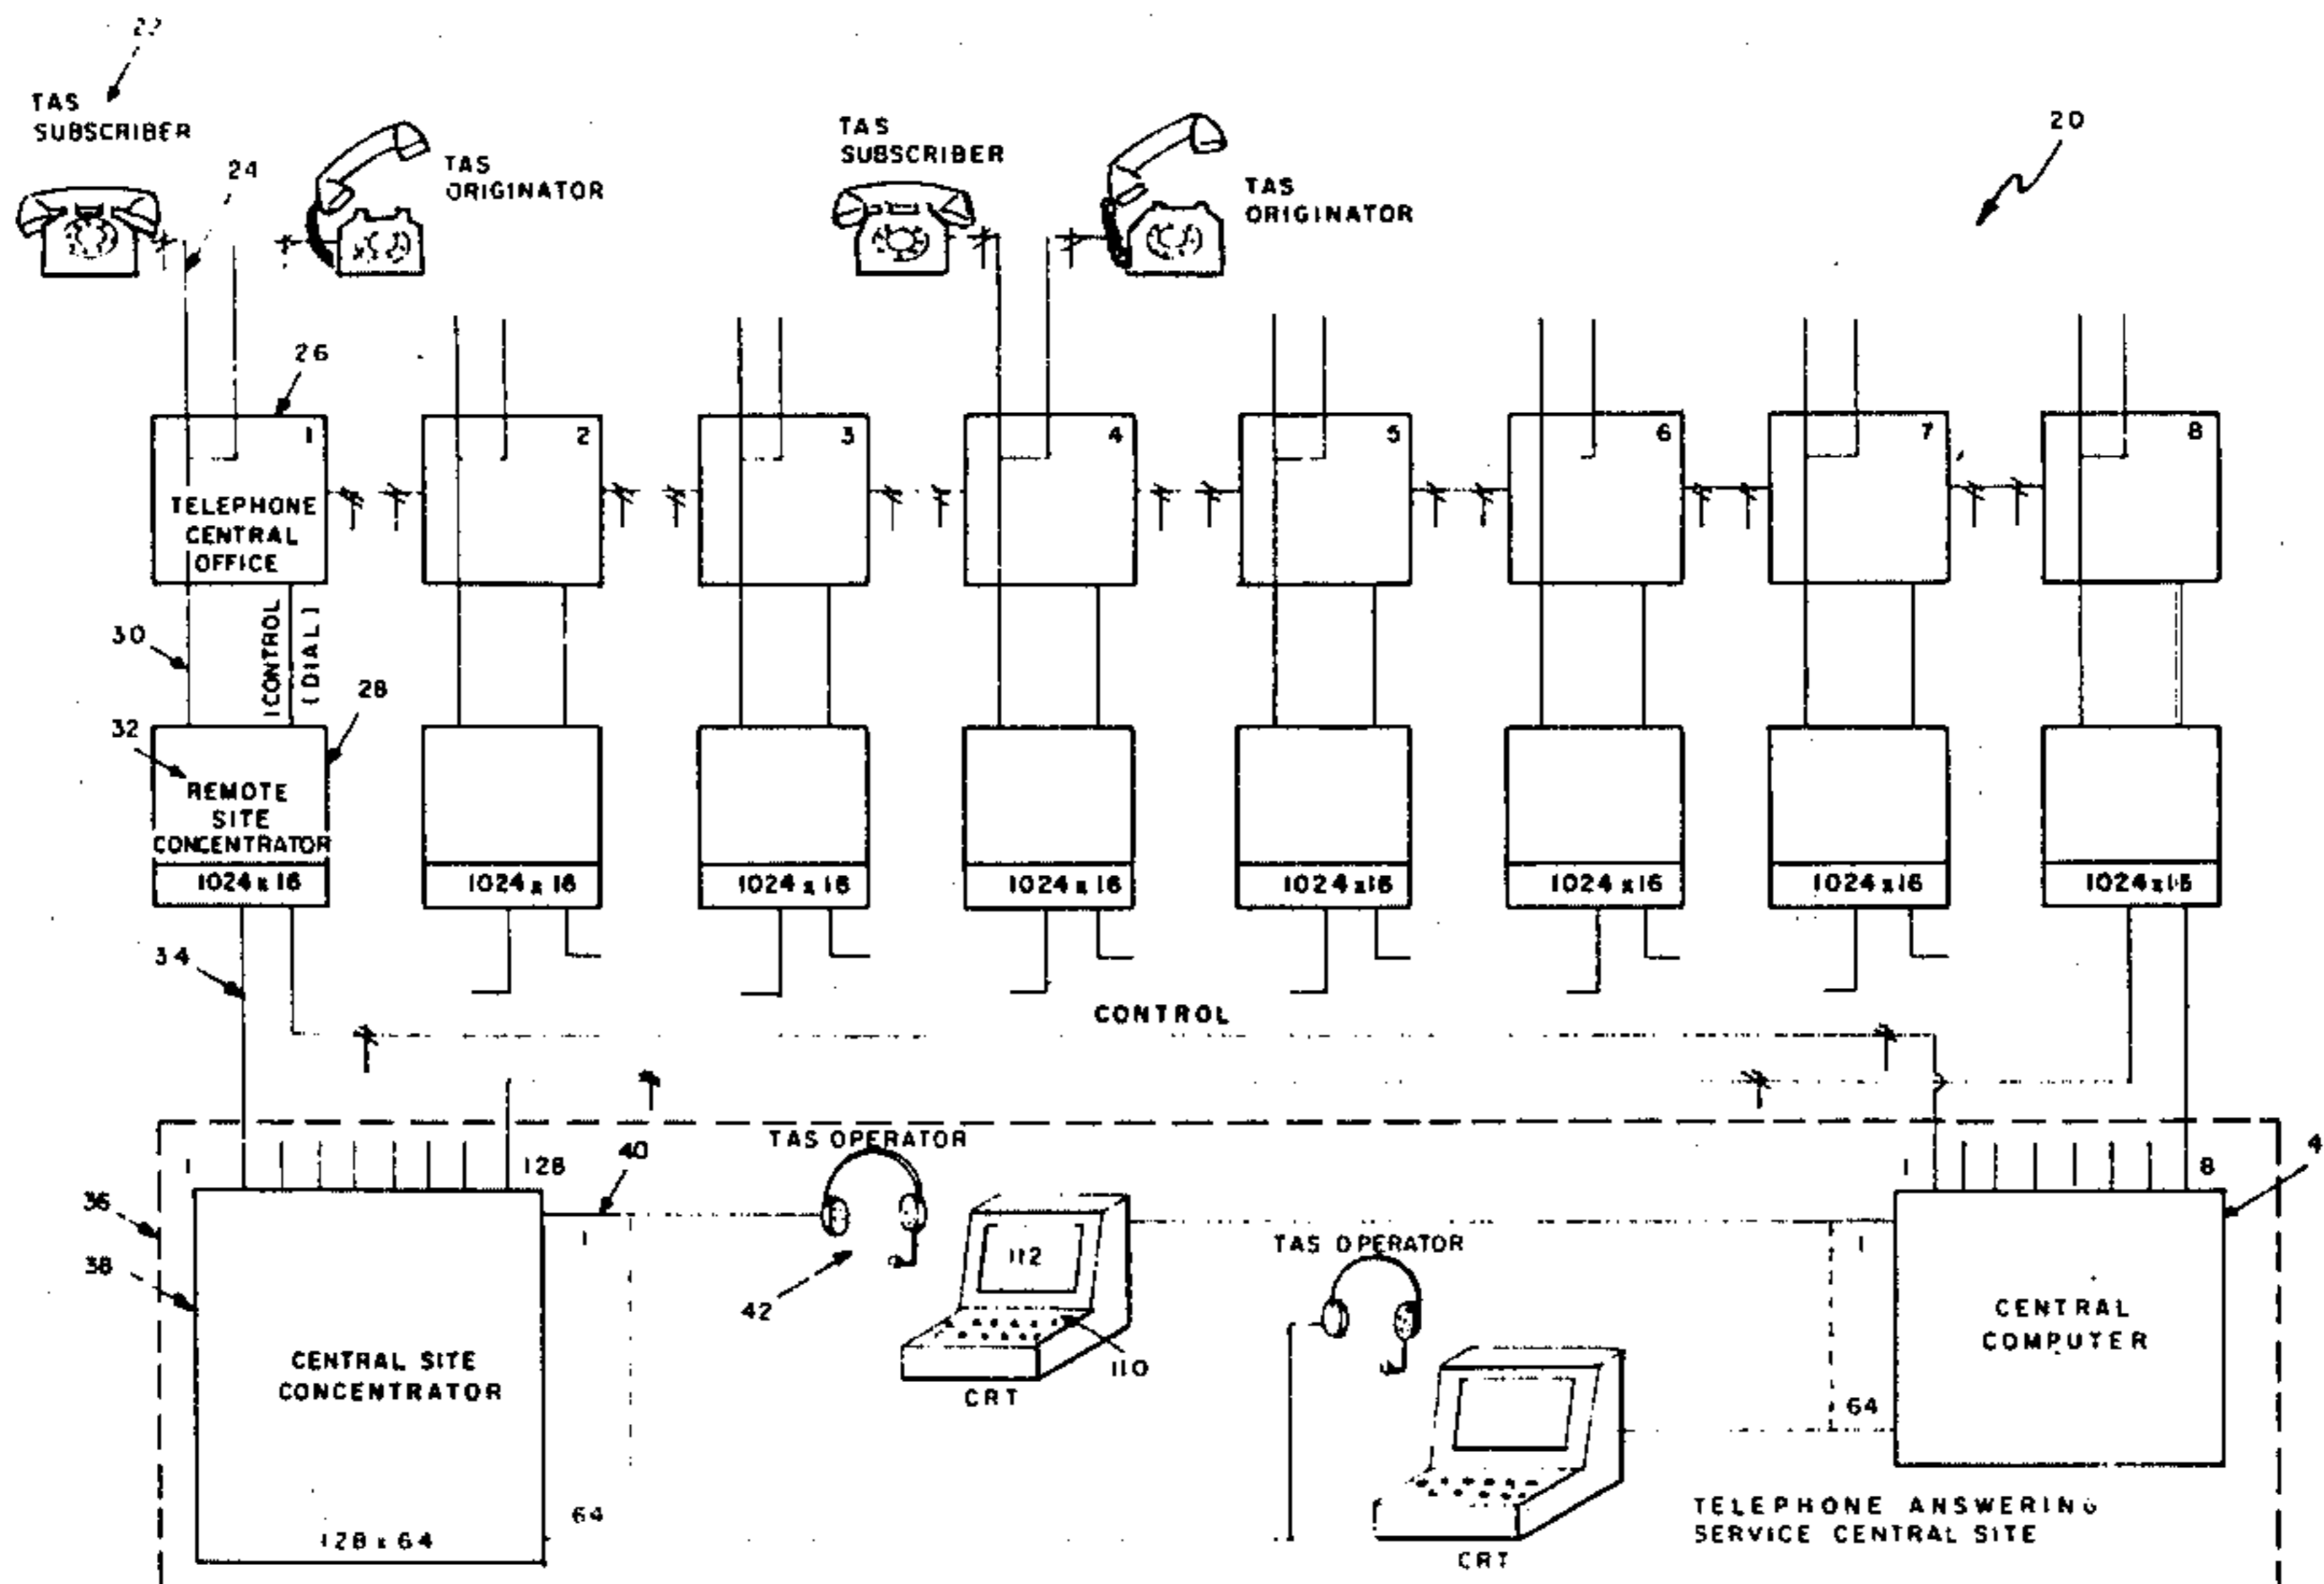 22
TAS
SUBSCRIBER
24
TAS
ORIGINATOR
TAS
SUBSCRIBER
TAS
ORIGINATOR
20
26
1
2
3
4
5
6
7
8
TELEPHONE
CENTRAL
OFFICE
30
(CONTROL
(DIAL)
28
32
REMOTE
SITE
CONCENTRATOR
1024 x 16
1024 x 16
1024 x 16
1024 x 16
1024 x 16
1024 x 16
1024 x 16
1024 x 16
34
CONTROL
36
1
128
40
TAS OPERATOR
1
8
4
38
1
42
112
110
CRT
TAS OPERATOR
1
CENTRAL
COMPUTER
64
CENTRAL SITE
CONCENTRATOR
128 x 64
64
CRT
TELEPHONE ANSWERING
SERVICE CENTRAL SITE